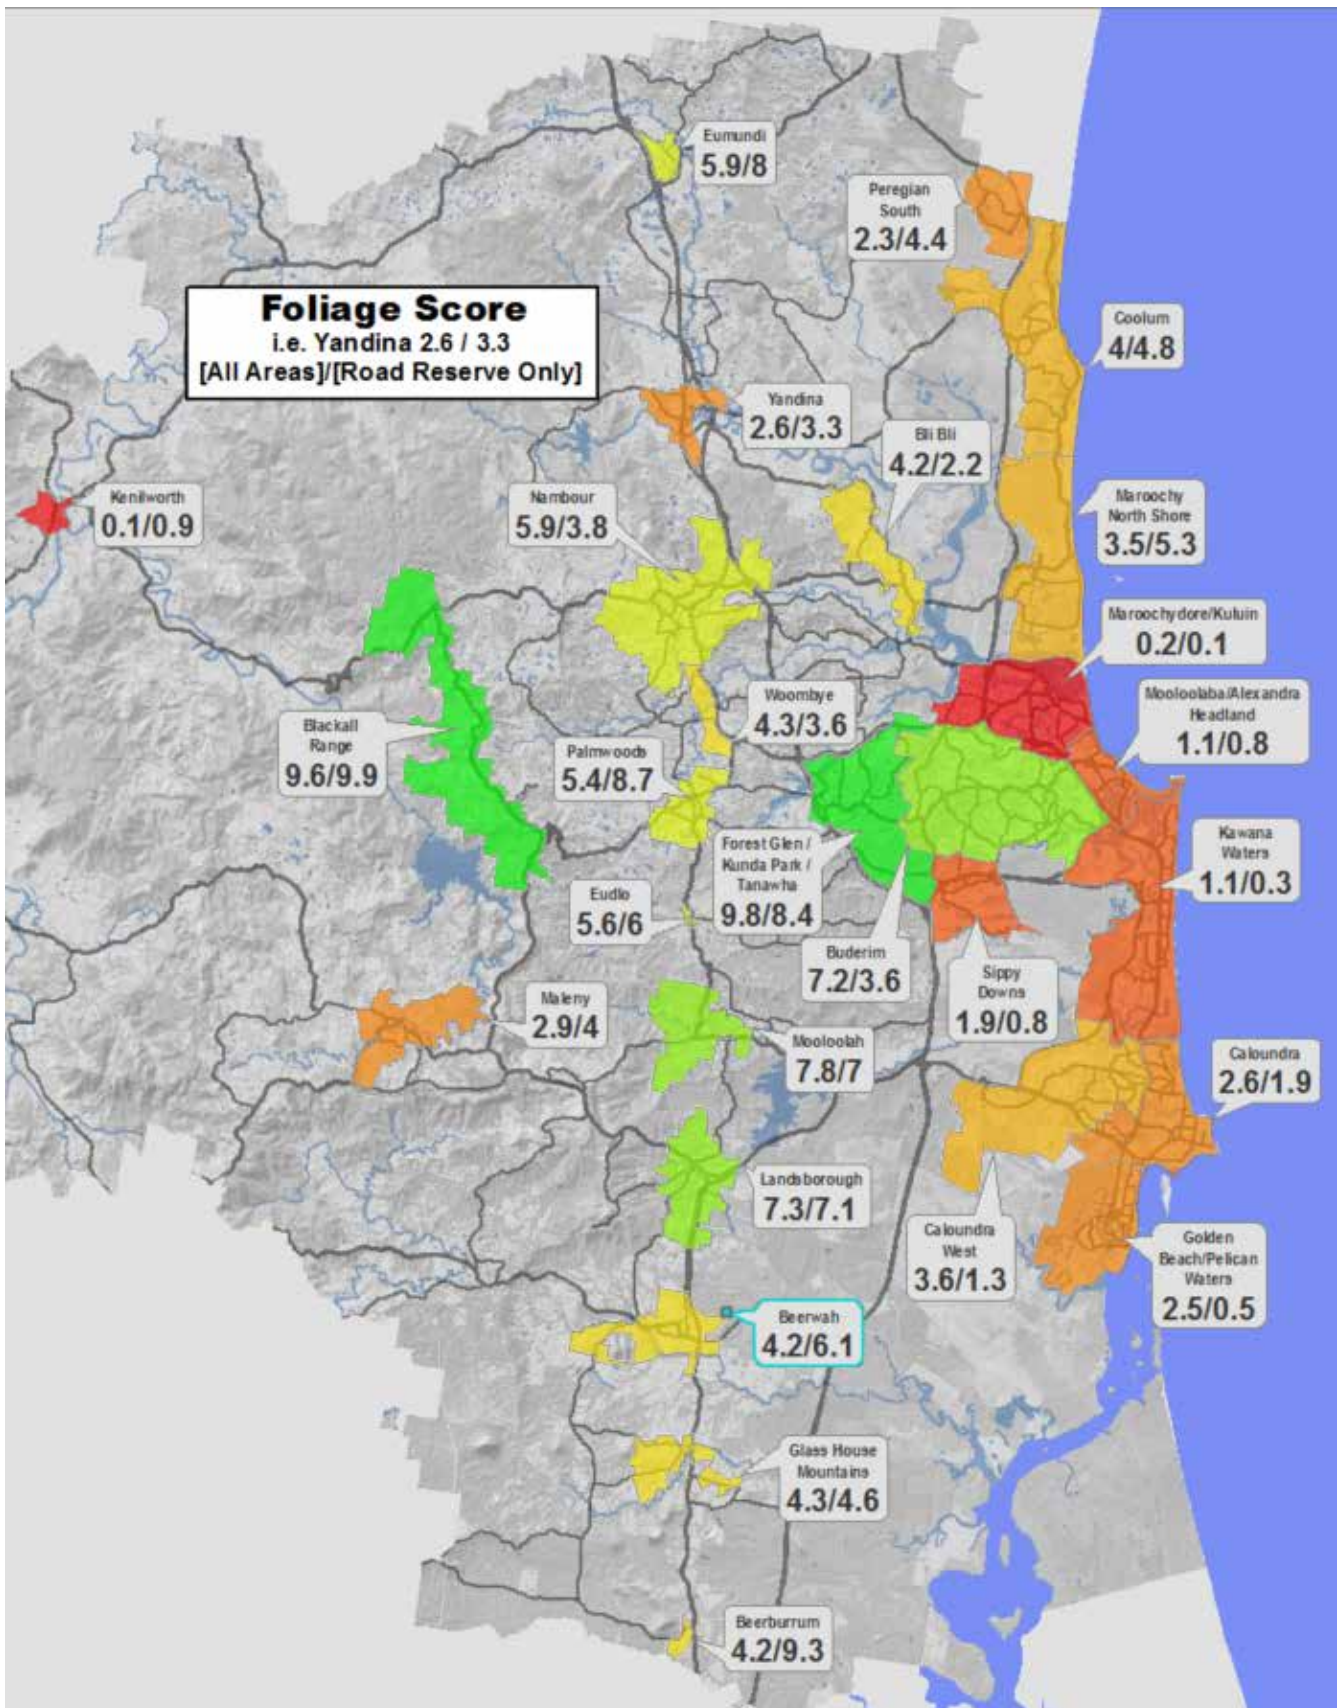 Eumundi
5.9/8
Peregian
South
2.3/4.4
Foliage Score
i.e. Yandina 2.6 / 3.3
[All Areas]/[Road Reserve Only]
Coolum
4/4.8
Yandina
2.6/3.3
Bli Bli
4.2/2.2
Kenilworth
0.1/0.9
Nambour
5.9/3.8
Maroochy
North Shore
3.5/5.3
Maroochydore/Kuluin
0.2/0.1
Woombye
4.3/3.6
Mooloolaba/Alexandra
Headland
1.1/0.8
Blackall
Range
9.6/9.9
Palmwoods
5.4/8.7
Forest Glen /
Kunda Park /
Tanawha
9.8/8.4
Kawana
Waters
1.1/0.3
Eudlo
5.6/6
Buderim
7.2/3.6
Sippy
Downs
1.9/0.8
Maleny
2.9/4
Mooloolah
7.8/7
Caloundra
2.6/1.9
Landsborough
7.3/7.1
Caloundra
West
3.6/1.3
Golden
Beach/Pelican
Waters
2.5/0.5
Beerwah
4.2/6.1
Glass House
Mountains
4.3/4.6
Beerburrum
4.2/9.3